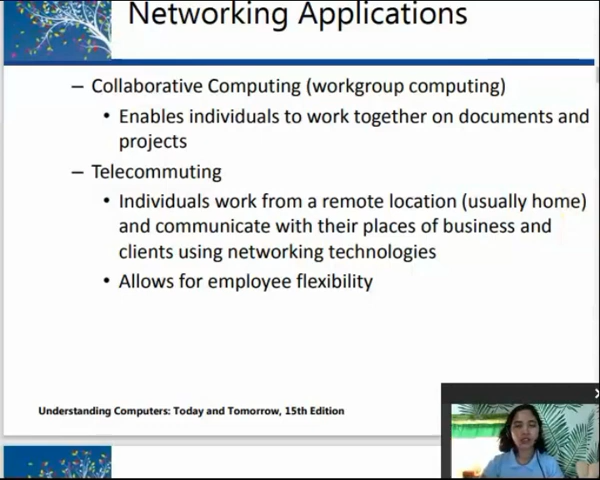 Networking Applications
– Collaborative Computing (workgroup computing)
• Enables individuals to work together on documents and
projects
– Telecommuting
• Individuals work from a remote location (usually home)
and communicate with their places of business and
clients using networking technologies
• Allows for employee flexibility
Understanding Computers: Today and Tomorrow, 15th Edition